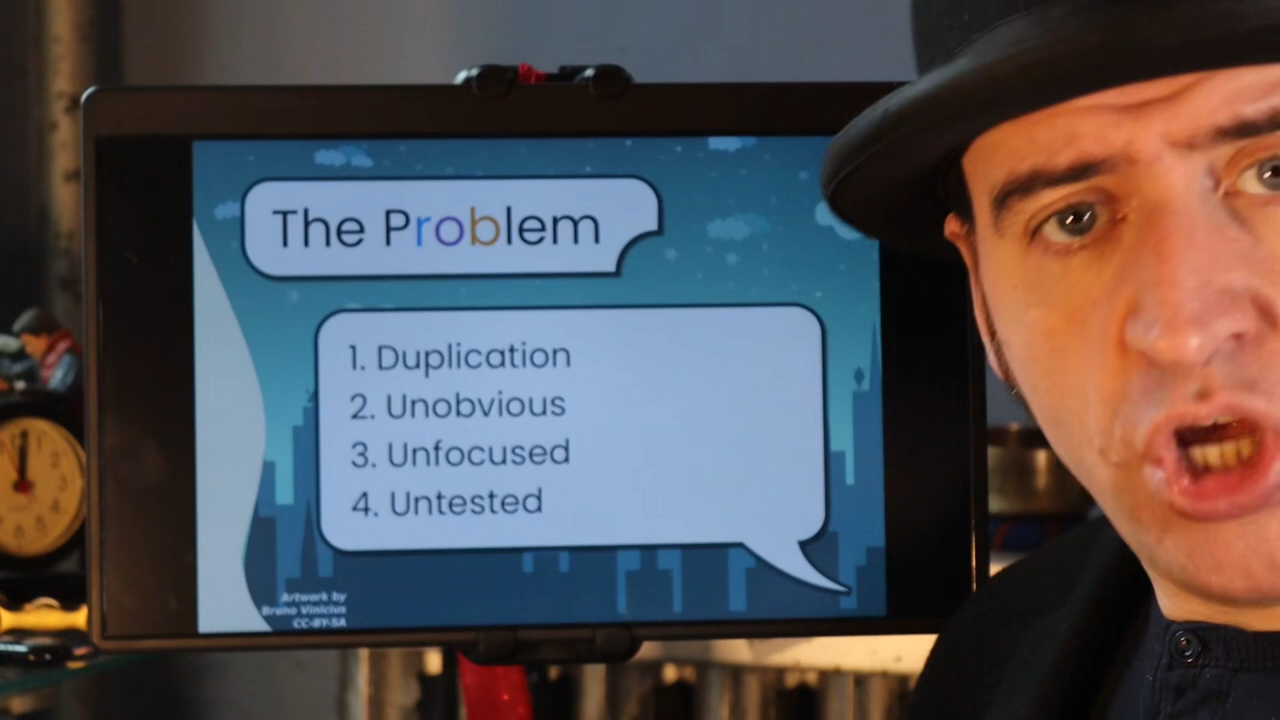 The Problem
1. Duplication
2. Unobvious
3. Unfocused
4. Untested
Artwork by
Bruno Vinicius
CC-BY-SA